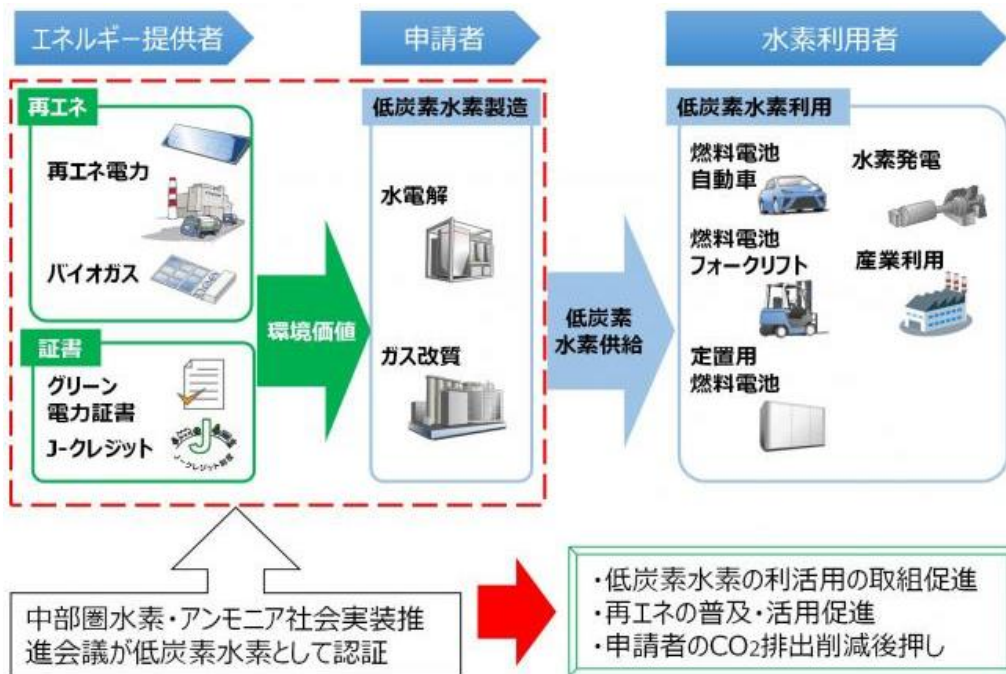 エネルギー提供者
申請者
水素利用者
再エネ
再エネ電力
バイオガス
証書
グリーン
電力証書
J-クレジット
J-クレジット制度
環境価値
低炭素水素製造
水電解
ガス改質
低炭素
水素供給
低炭素水素利用
燃料電池
自動車
水素発電
燃料電池
フォークリフト
産業利用
定置用
燃料電池
中部圏水素・アンモニア社会実装推
進会議が低炭素水素として認証
・低炭素水素の利活用の取組促進
・再エネの普及・活用促進
・申請者のCO₂排出削減後押し